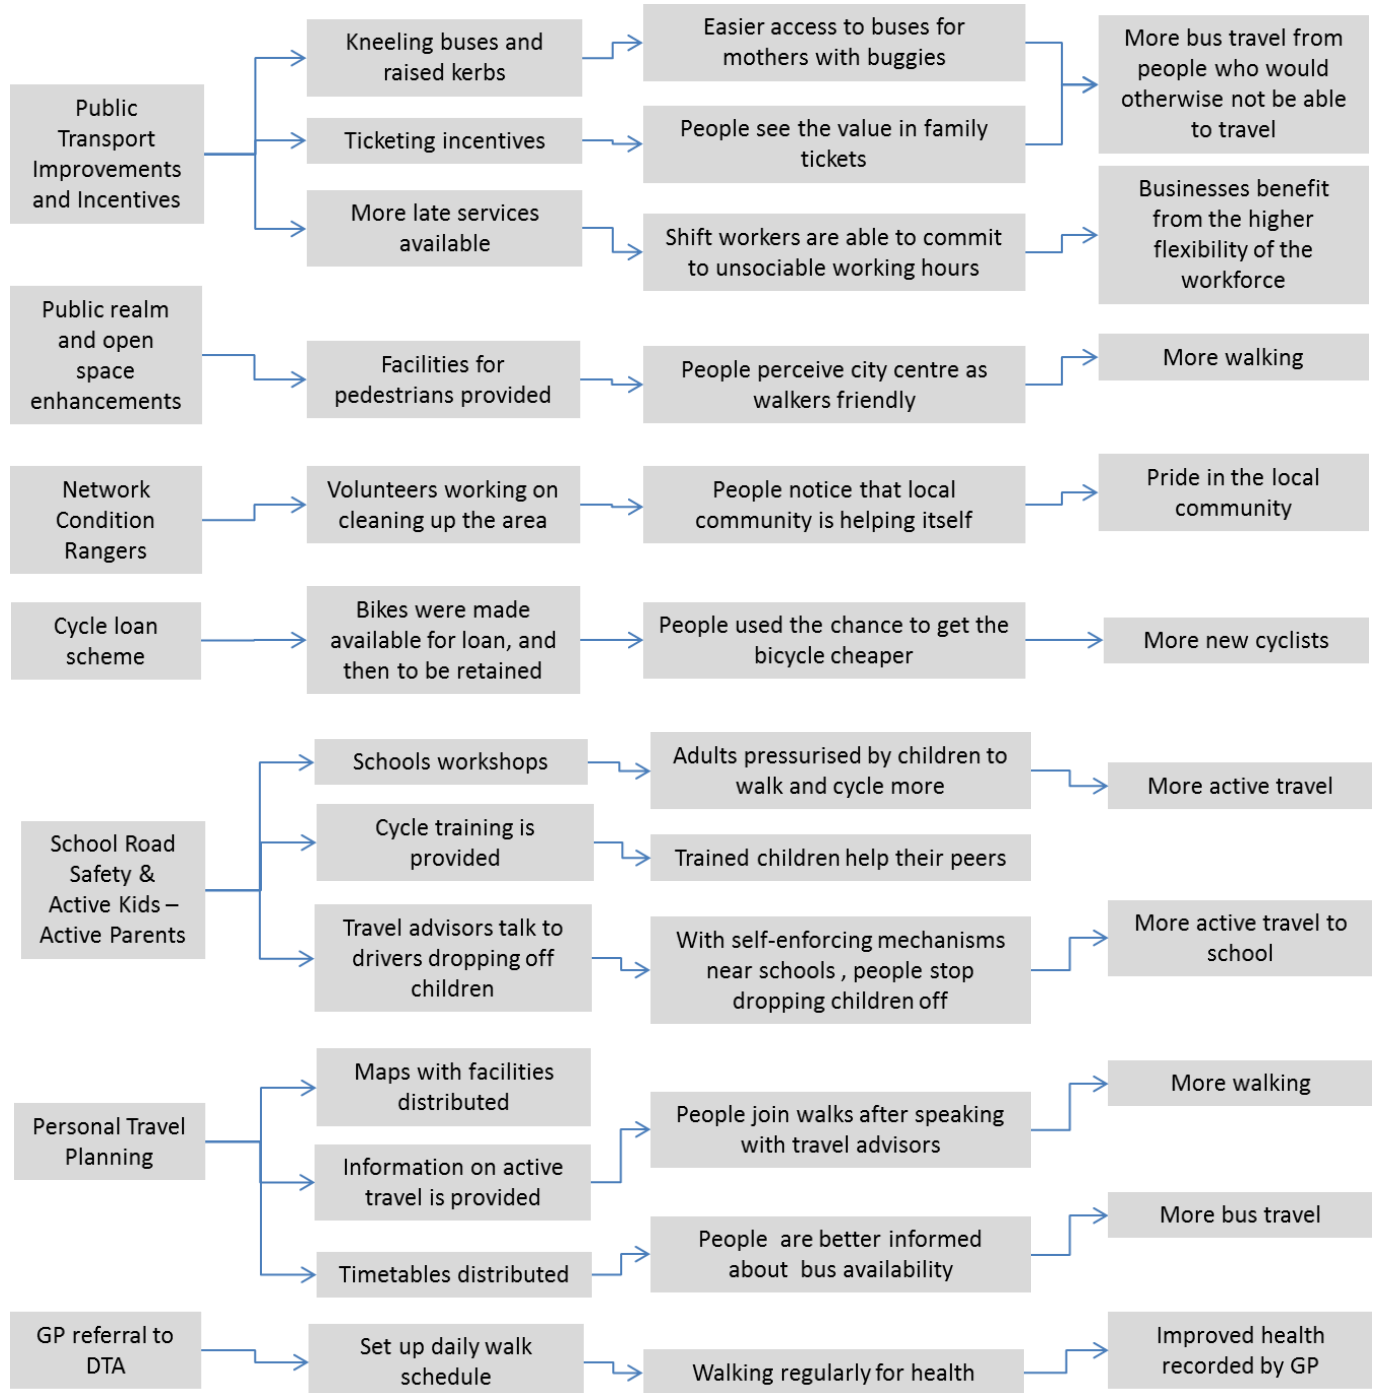 Public
Transport
Improvements
and Incentives
Kneeling buses and
raised kerbs
Easier access to buses for
mothers with buggies
More bus travel from
people who would
otherwise not be able
to travel
Ticketing incentives
People see the value in family
tickets
More late services
available
Shift workers are able to commit
to unsociable working hours
Businesses benefit
from the higher
flexibility of the
workforce
Public realm
and open
space
enhancements
Facilities for
pedestrians provided
People perceive city centre as
walkers friendly
More walking
Network
Condition
Rangers
Volunteers working on
cleaning up the area
People notice that local
community is helping itself
Pride in the local
community
Cycle loan
scheme
Bikes were made
available for loan, and
then to be retained
People used the chance to get the
bicycle cheaper
More new cyclists
School Road
Safety &
Active Kids –
Active Parents
Schools workshops
Adults pressurised by children to
walk and cycle more
More active travel
Cycle training is
provided
Trained children help their peers
Travel advisors talk to
drivers dropping off
children
With self-enforcing mechanisms
near schools , people stop
dropping children off
More active travel to
school
Personal Travel
Planning
Maps with facilities
distributed
Information on active
travel is provided
People join walks after speaking
with travel advisors
More walking
Timetables distributed
People are better informed
about bus availability
More bus travel
GP referral to
DTA
Set up daily walk
schedule
Walking regularly for health
Improved health
recorded by GP